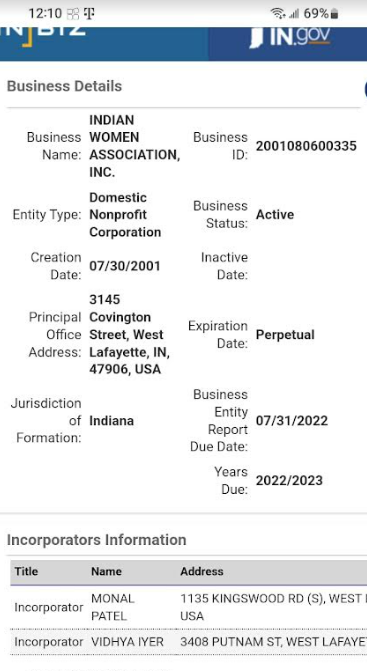 12:10 69%
IN BIZ IN.gov
Business Details
INDIAN
Business WOMEN Business 2001080600335
Name: ASSOCIATION, ID:
INC.
Domestic
Entity Type: Nonprofit Business Active
Corporation Status:
Creation 07/30/2001 Inactive
Date: Date:
3145
Principal Covington
Office Street, West Expiration Perpetual
Address: Lafayette, IN, Date:
47906, USA
Jurisdiction Business
of Indiana Entity 07/31/2022
Formation: Report
Due Date:
Years 2022/2023
Due:
Incorporators Information
Title Name Address
Incorporator MONAL 1135 KINGSWOOD RD (S), WEST
PATEL USA
Incorporator VIDHYA IYER 3408 PUTNAM ST, WEST LAFAYE